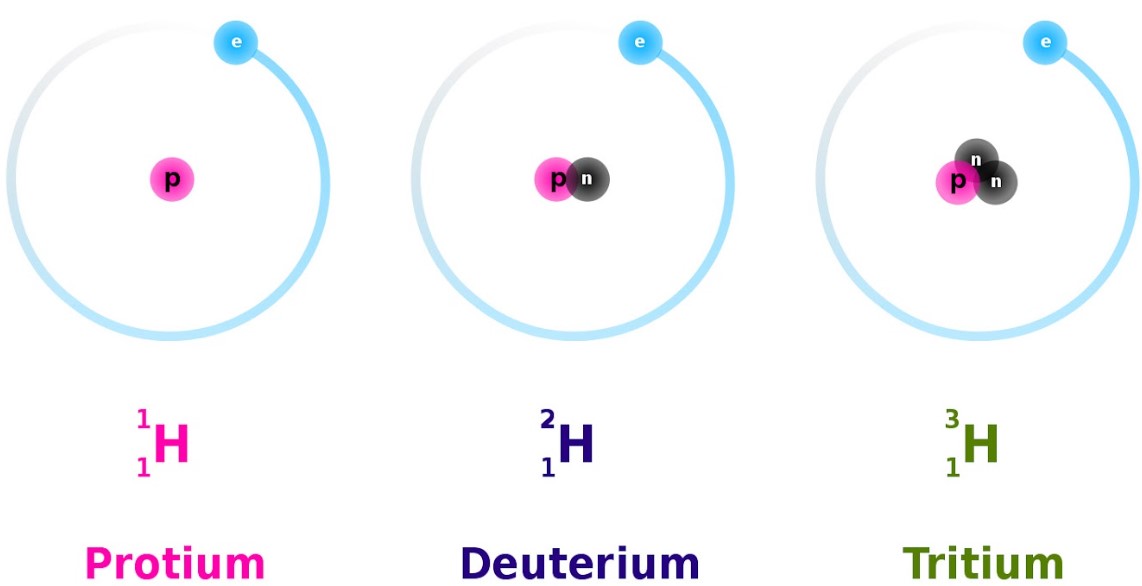 e e e
p p n n p n
1 2 3
H H H
1 1 1
Protium Deuterium Tritium